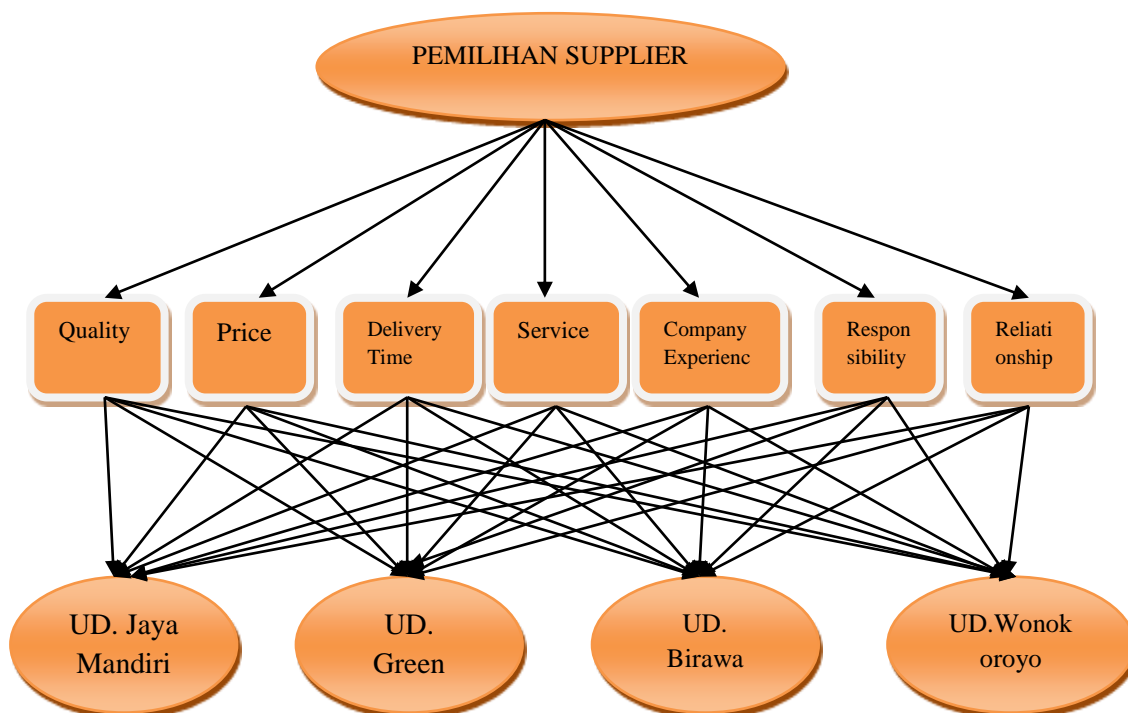 PEMILIHAN SUPPLIER
Quality
Price
Delivery
Time
Service
Company
Experienc
Respon
sibility
Reliati
onship
UD. Jaya
Mandiri
UD.
Green
UD.
Birawa
UD.Wonok
oroyo